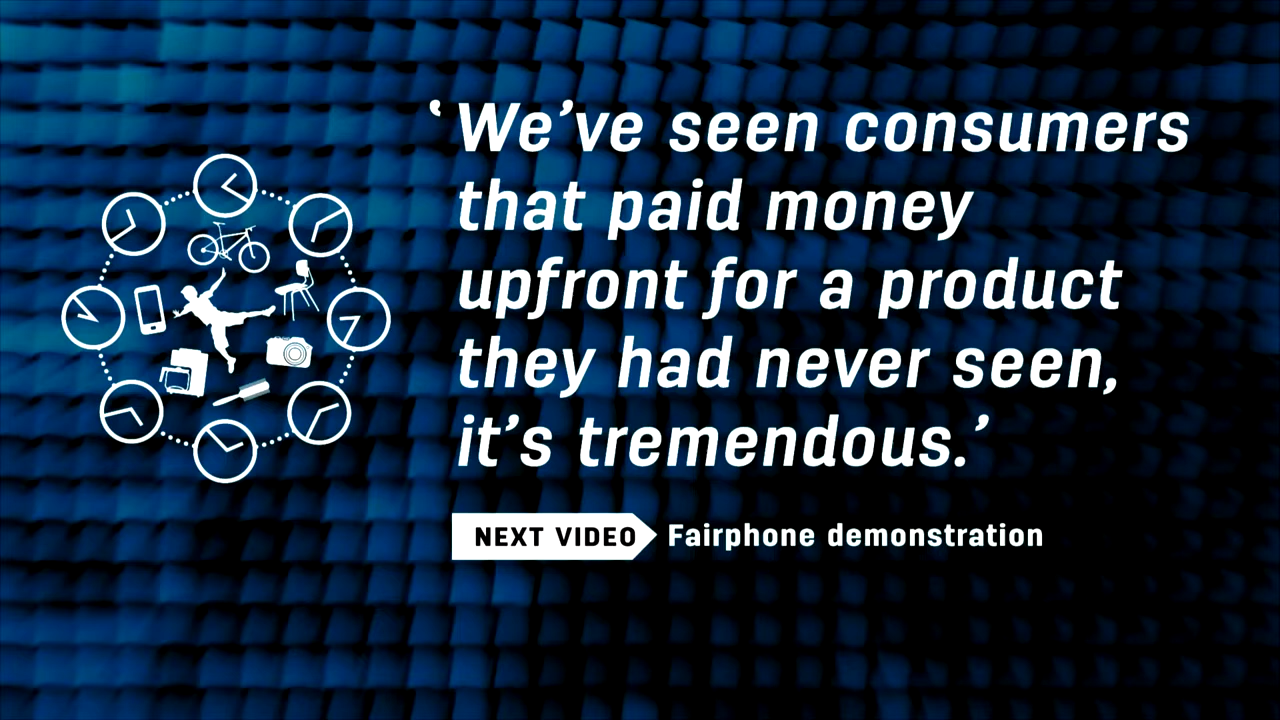 ‘We’ve seen consumers
that paid money
upfront for a product
they had never seen,
it’s tremendous.’
NEXT VIDEO Fairphone demonstration